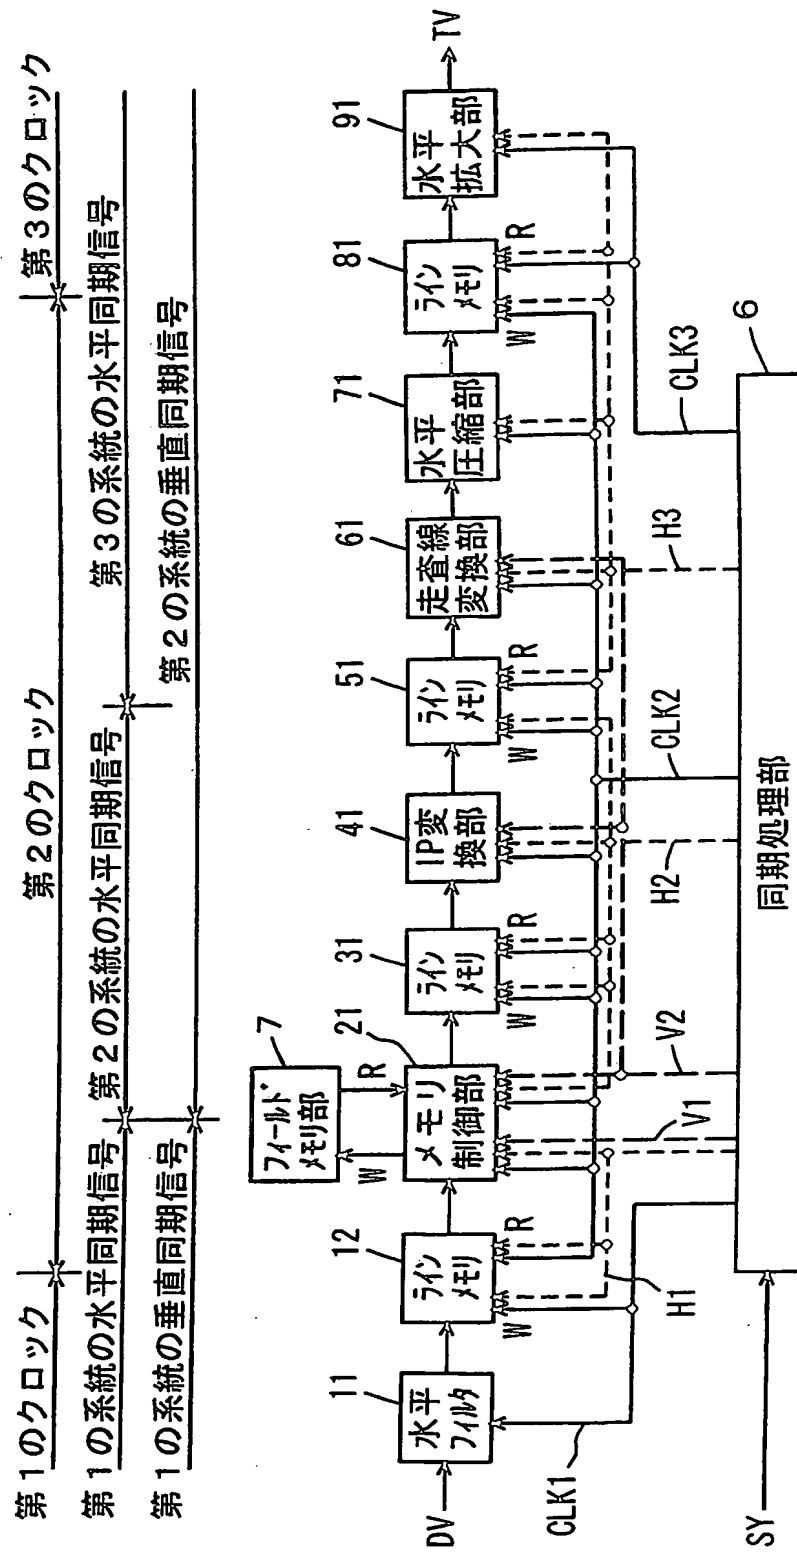 第1のクロック
第2のクロック
第3のクロック
第1の系統の水平同期信号
第2の系統の水平同期信号
第3の系統の水平同期信号
第1の系統の垂直同期信号
第2の系統の垂直同期信号
7
フィールド
メモリ部
W
R
11
水平
フィルタ
12
ライン
メモリ
21
メモリ
制御部
31
ライン
メモリ
41
IP変
換部
51
ライン
メモリ
61
走査線
変換部
71
水平
圧縮部
81
ライン
メモリ
91
水平
拡大部
DV
TV
W
R
W
R
W
R
W
R
CLK1
H1
V1
V2
H2
CLK2
H3
CLK3
6
SY
同期処理部